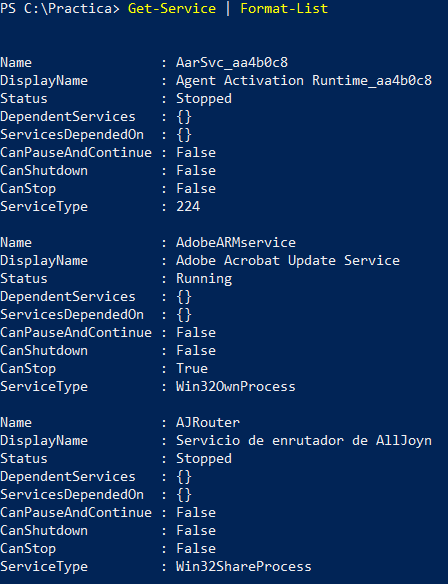 PS C:\Practica> Get-Service | Format-List
Name                : AarSvc_aa4b0c8
DisplayName         : Agent Activation Runtime_aa4b0c8
Status              : Stopped
DependentServices   : {}
ServicesDependedOn  : {}
CanPauseAndContinue : False
CanShutdown         : False
CanStop             : False
ServiceType         : 224
Name                : AdobeARMservice
DisplayName         : Adobe Acrobat Update Service
Status              : Running
DependentServices   : {}
ServicesDependedOn  : {}
CanPauseAndContinue : False
CanShutdown         : False
CanStop             : True
ServiceType         : Win32OwnProcess
Name                : AJRouter
DisplayName         : Servicio de enrutador de AllJoyn
Status              : Stopped
DependentServices   : {}
ServicesDependedOn  : {}
CanPauseAndContinue : False
CanShutdown         : False
CanStop             : False
ServiceType         : Win32ShareProcess